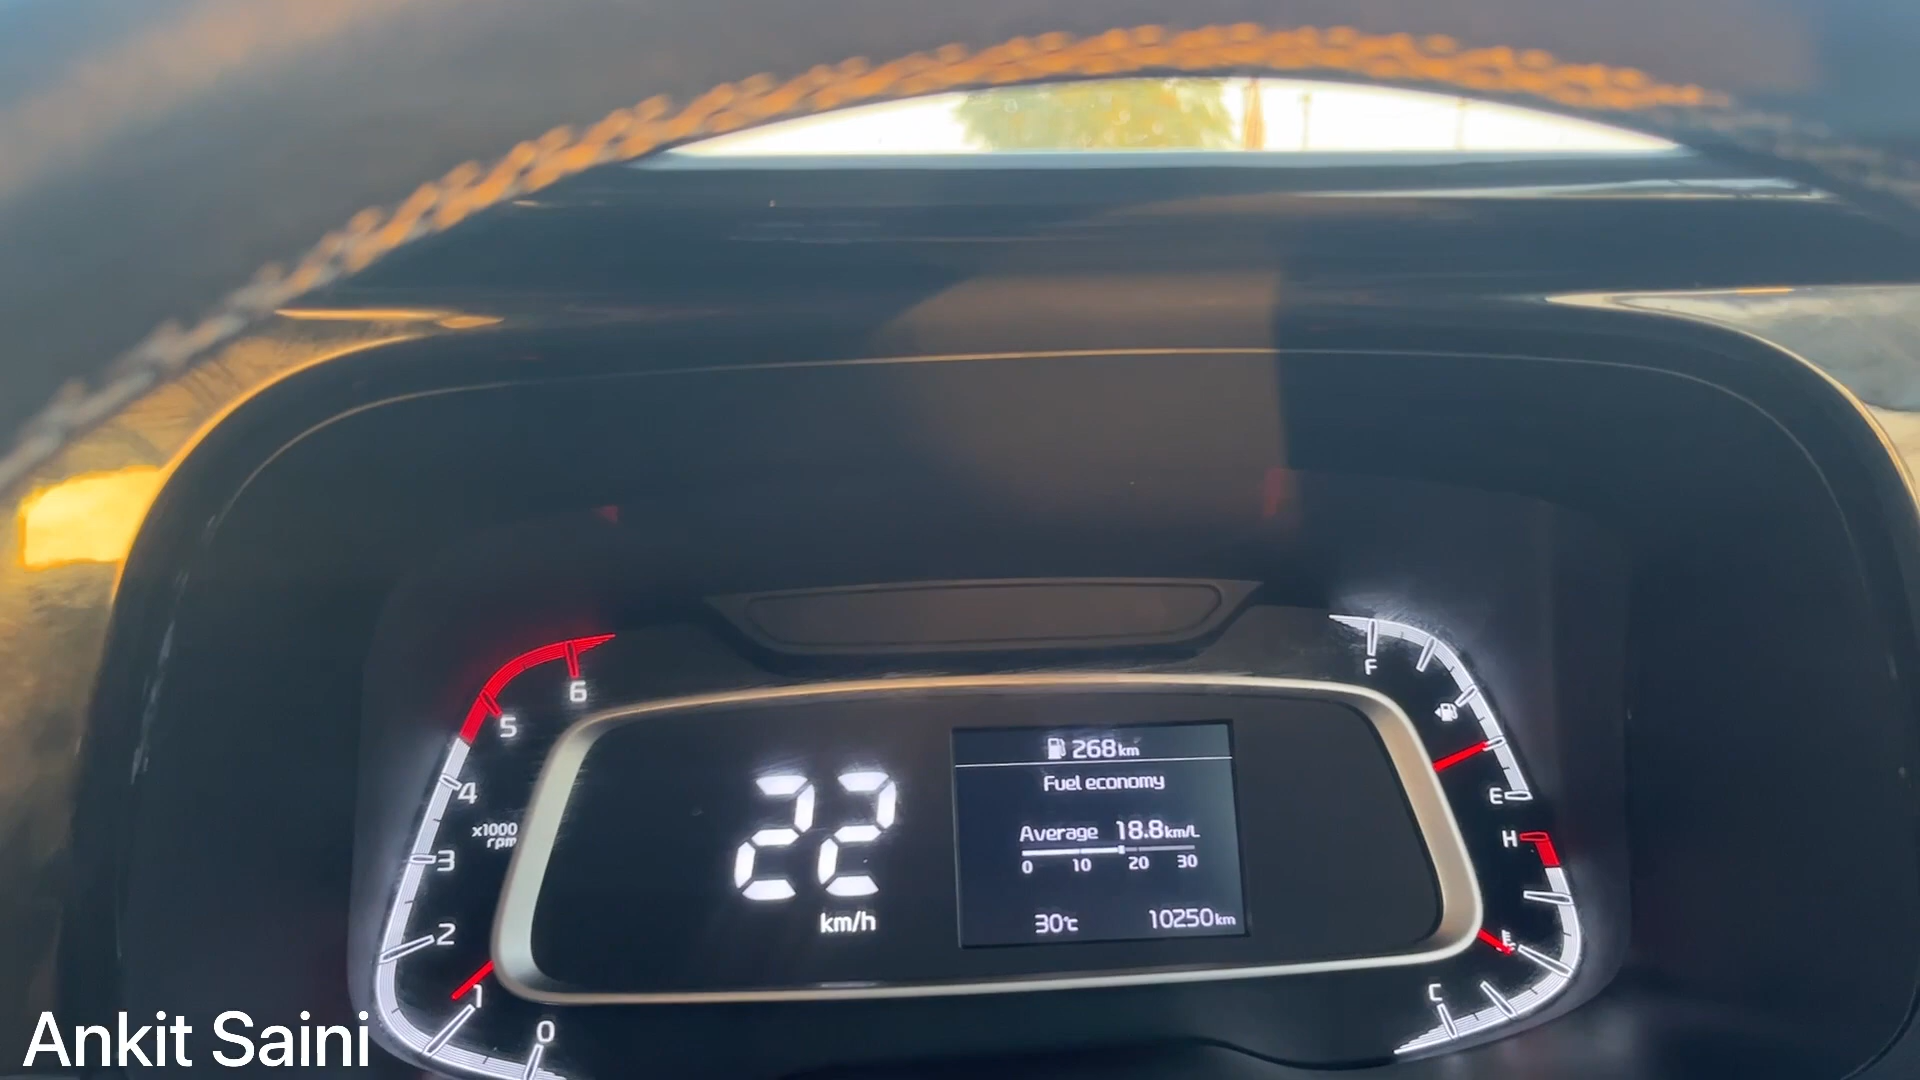 268km
Fuel economy
Average 18.8km/L
0 10 20 30
30°C 10250km
22
km/h
6
5
4
x1000
rpm
3
2
1
0
F
E
H
C
Ankit Saini